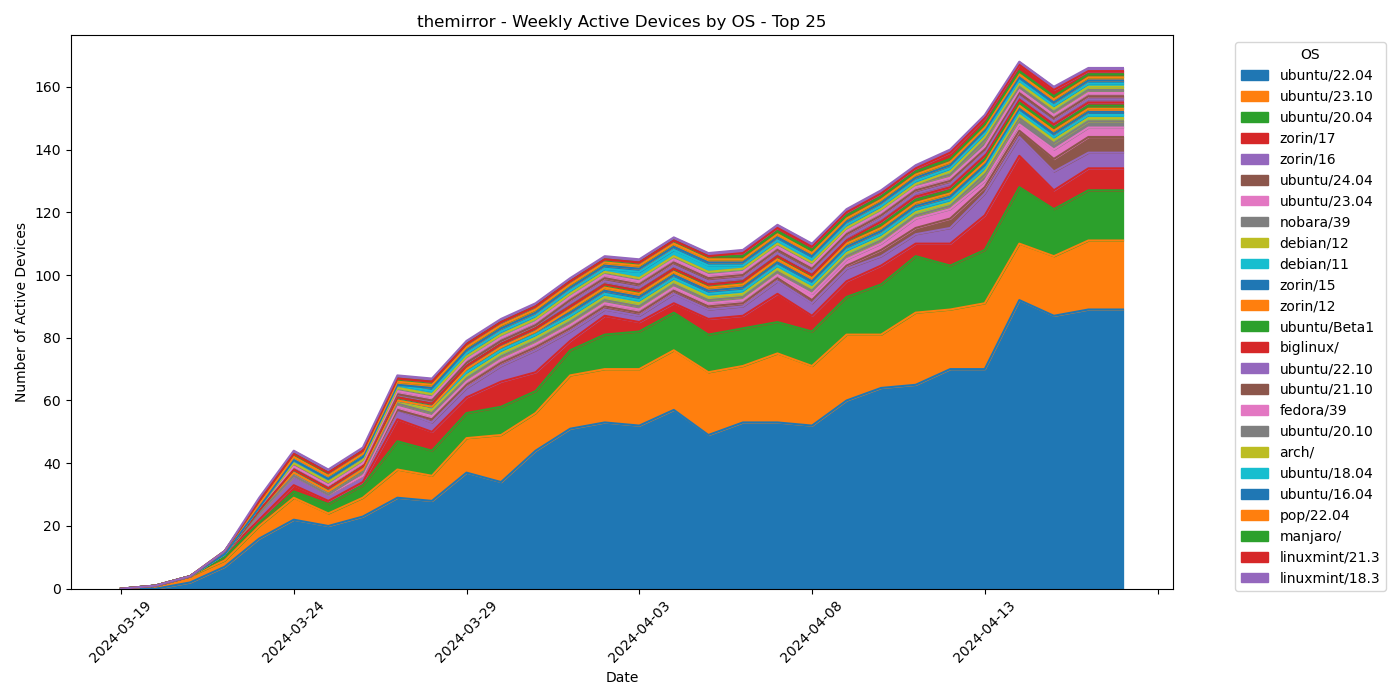 themirror - Weekly Active Devices by OS - Top 25
Number of Active Devices
160
140
120
100
80
60
40
20
0
2024-03-19
2024-03-24
2024-03-29
2024-04-03
2024-04-08
2024-04-13
Date
OS
ubuntu/22.04
ubuntu/23.10
ubuntu/20.04
zorin/17
zorin/16
ubuntu/24.04
ubuntu/23.04
nobara/39
debian/12
debian/11
zorin/15
zorin/12
ubuntu/Beta1
biglinux/
ubuntu/22.10
ubuntu/21.10
fedora/39
ubuntu/20.10
arch/
ubuntu/18.04
ubuntu/16.04
pop/22.04
manjaro/
linuxmint/21.3
linuxmint/18.3